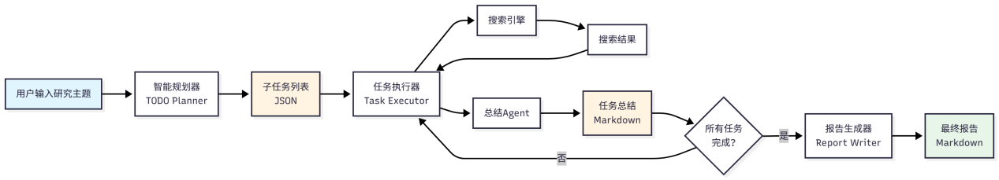 用户输入研究主题
智能规划器
TODO Planner
子任务列表
JSON
任务执行器
Task Executor
搜索引擎
搜索结果
总结Agent
任务总结
Markdown
所有任务
完成?
是
否
报告生成器
Report Writer
最终报告
Markdown